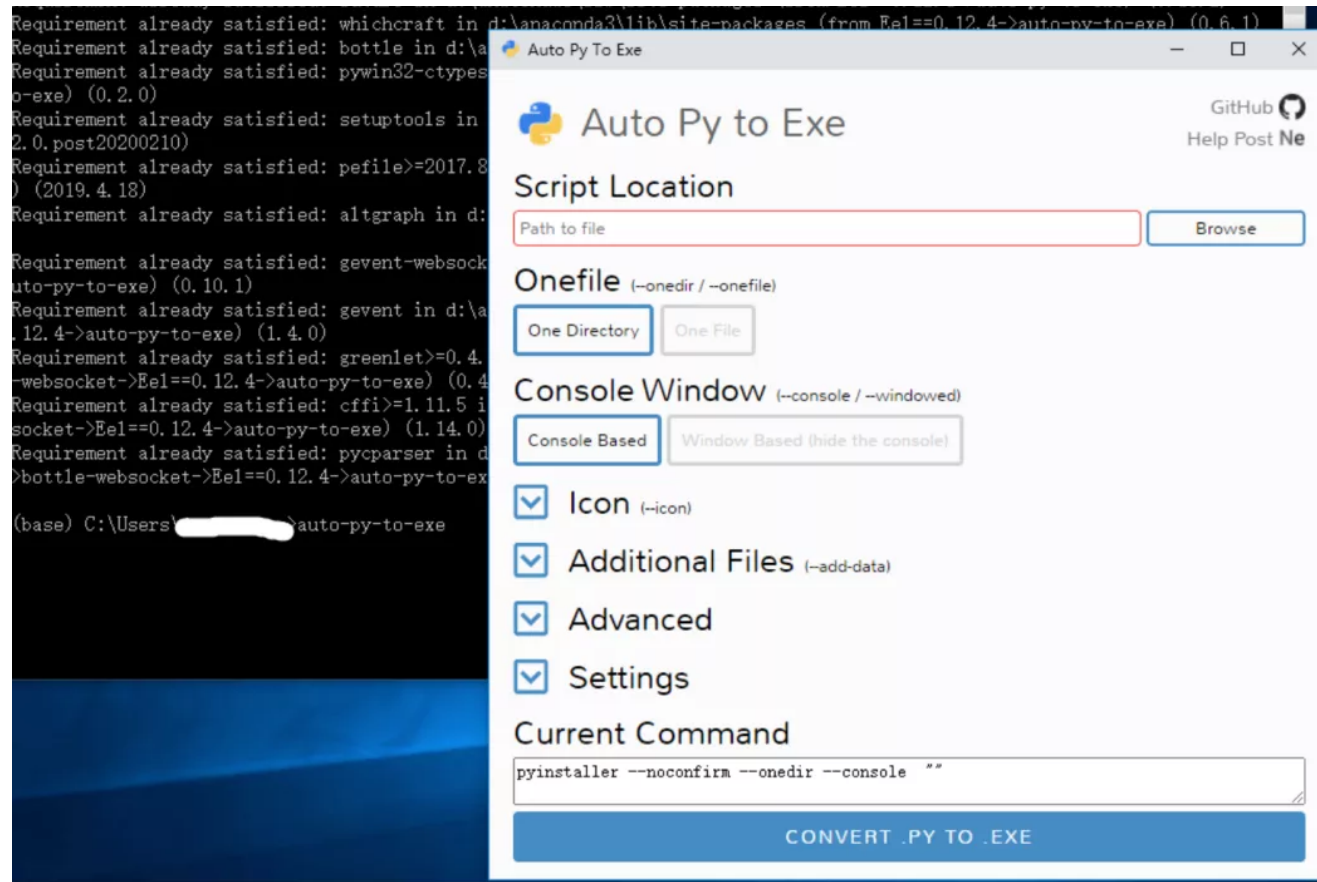 Requirement already satisfied: whichcraft in d:\anaconda3\lib\site-packages (from Eel==0.12.4->auto-py-to-exe) (0.6.1)
Requirement already satisfied: bottle in d:\a
Requirement already satisfied: pywin32-ctypes
o-exe) (0.2.0)
Requirement already satisfied: setuptools in
2.0.post20200210)
Requirement already satisfied: pefile>=2017.8
) (2019.4.18)
Requirement already satisfied: altgraph in d:
Requirement already satisfied: gevent-websock
uto-py-to-exe) (0.10.1)
Requirement already satisfied: gevent in d:\a
.12.4->auto-py-to-exe) (1.4.0)
Requirement already satisfied: greenlet>=0.4.
-websocket->Eel==0.12.4->auto-py-to-exe) (0.4
Requirement already satisfied: cffi>=1.11.5 i
socket->Eel==0.12.4->auto-py-to-exe) (1.14.0)
Requirement already satisfied: pycparser in d
>bottle-websocket->Eel==0.12.4->auto-py-to-ex
(base) C:\Users\ >auto-py-to-exe
Auto Py To Exe
Auto Py to Exe
GitHub
Help Post Ne
Script Location
Path to file
Browse
Onefile (--onedir / --onefile)
One Directory
One File
Console Window (--console / --windowed)
Console Based
Window Based (hide the console)
Icon (--icon)
Additional Files (--add-data)
Advanced
Settings
Current Command
pyinstaller --noconfirm --onedir --console ""
CONVERT .PY TO .EXE